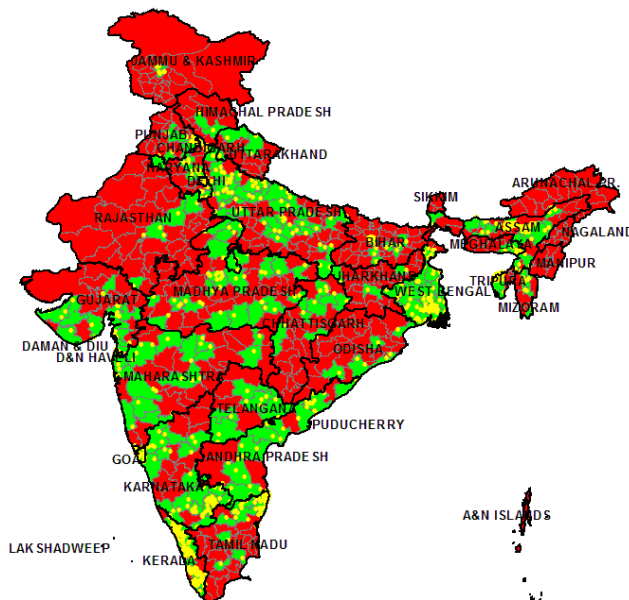 JAMMU & KASHMIR
HIMACHAL PRADESH
PUNJAB
CHANDIGARH
UTTARAKHAND
HARYANA
DELHI
ARUNACHAL PR.
SIKKIM
RAJASTHAN
UTTAR PRADESH
ASSAM
NAGALAND
BIHAR
MEGHALAYA
MANIPUR
JHARKHAND
TRIPURA
GUJARAT
MADHYA PRADESH
WEST BENGAL
MIZORAM
CHHATTISGARH
DAMAN & DIU
ODISHA
D&N HAVELI
MAHARASHTRA
TELANGANA
PUDUCHERRY
GOA
ANDHRA PRADESH
KARNATAKA
A&N ISLANDS
LAKSHADWEEP
TAMIL KADU
KERADA